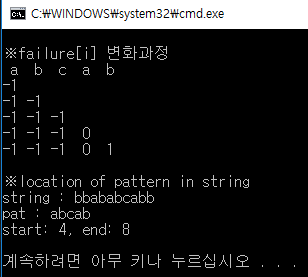 C:₩WINDOWS₩system32₩cmd.exe
※failure[i] 변화과정
a b c a b
-1
-1 -1
-1 -1 -1
-1 -1 -1 0
-1 -1 -1 0 1
※location of pattern in string
string : bbababcabb
pat : abcab
start: 4, end: 8
계속하려면 아무 키나 누르십시오 . . .